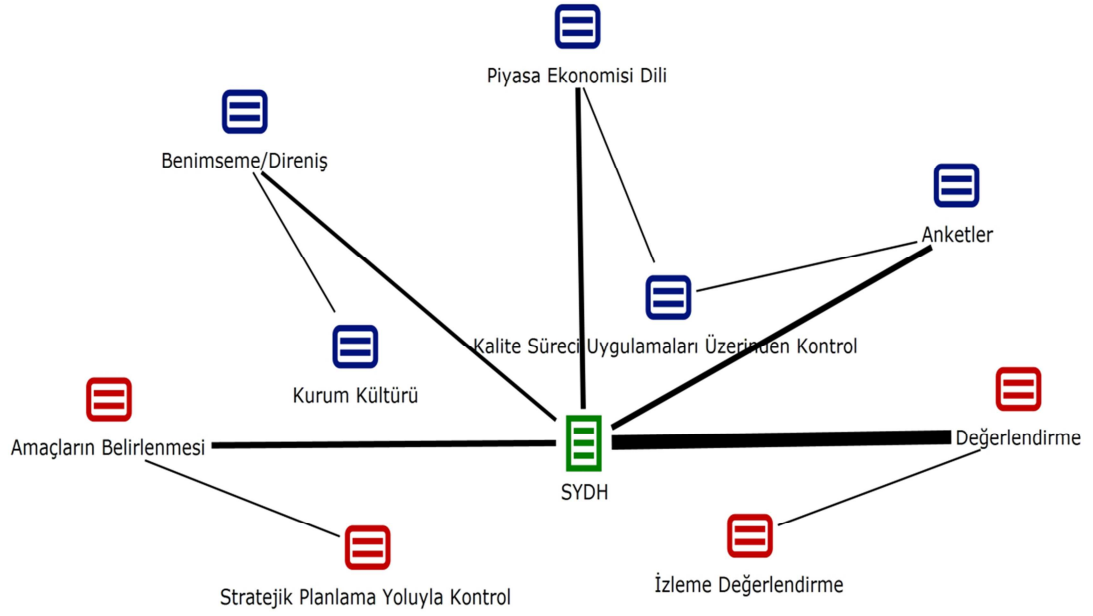 Piyasa Ekonomisi Dili
Benimseme/Direniş
Anketler
Kalite Süreci Uygulamaları Üzerinden Kontrol
Kurum Kültürü
Amaçların Belirlenmesi
Değerlendirme
SYDH
İzleme Değerlendirme
Stratejik Planlama Yoluyla Kontrol